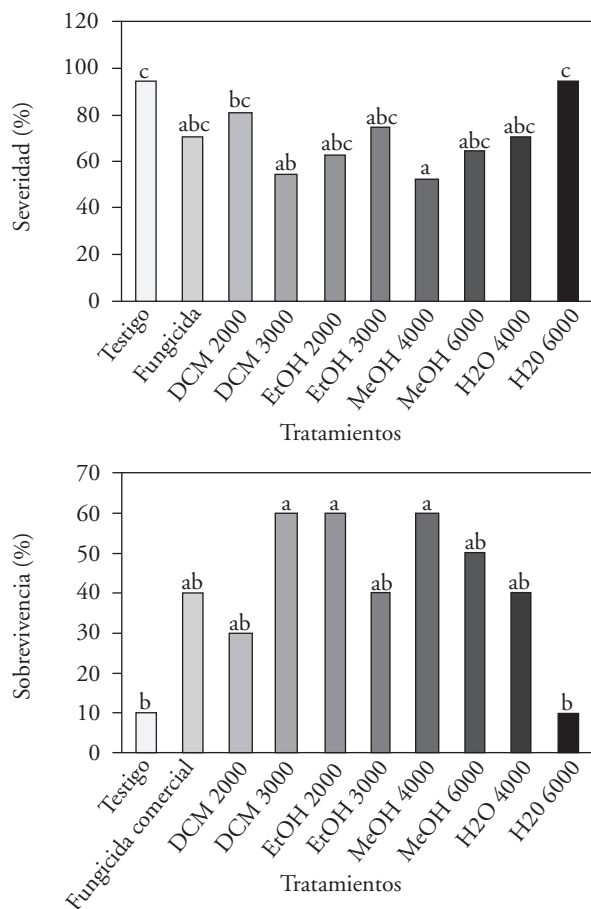 120
100
80
60
40
20
0
Severidad (%)
c
abc
bc
ab
abc
abc
a
abc
abc
c
Testigo
Fungicida
DCM 2000
DCM 3000
EtOH 2000
EtOH 3000
MeOH 4000
MeOH 6000
H2O 4000
H20 6000
Tratamientos
70
60
50
40
30
20
10
0
Sobrevivencia (%)
b
ab
ab
a
a
ab
a
ab
ab
b
Testigo
Fungicida comercial
DCM 2000
DCM 3000
EtOH 2000
EtOH 3000
MeOH 4000
MeOH 6000
H2O 4000
H20 6000
Tratamientos